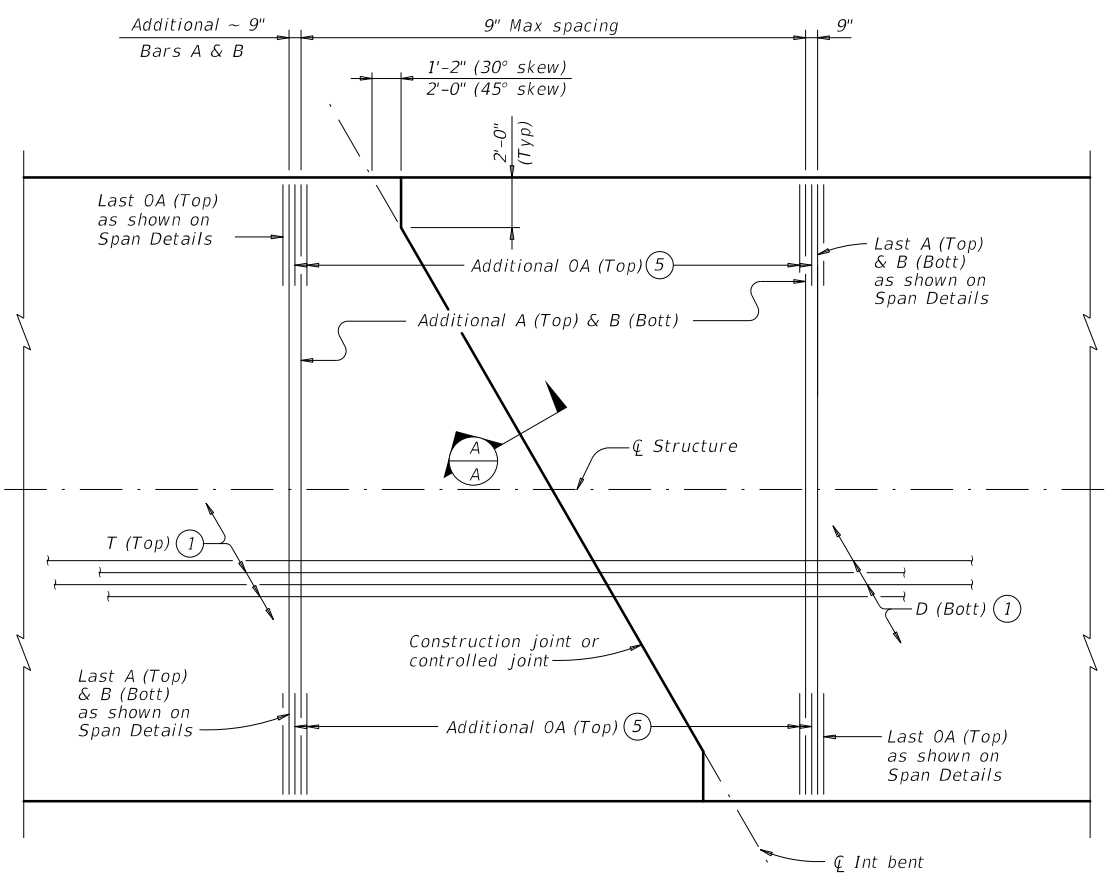 Additional ~ 9"
Bars A & B
9" Max spacing
9"
1'-2" (30° skew)
2'-0" (45° skew)
2'-0"
(Typ)
Last OA (Top)
as shown on
Span Details
Additional OA (Top) 5
Last A (Top)
& B (Bott)
as shown on
Span Details
Additional A (Top) & B (Bott)
A
A
℄ Structure
T (Top) 1
D (Bott) 1
Construction joint or
controlled joint
Last A (Top)
& B (Bott)
as shown on
Span Details
Additional OA (Top) 5
Last OA (Top)
as shown on
Span Details
℄ Int bent